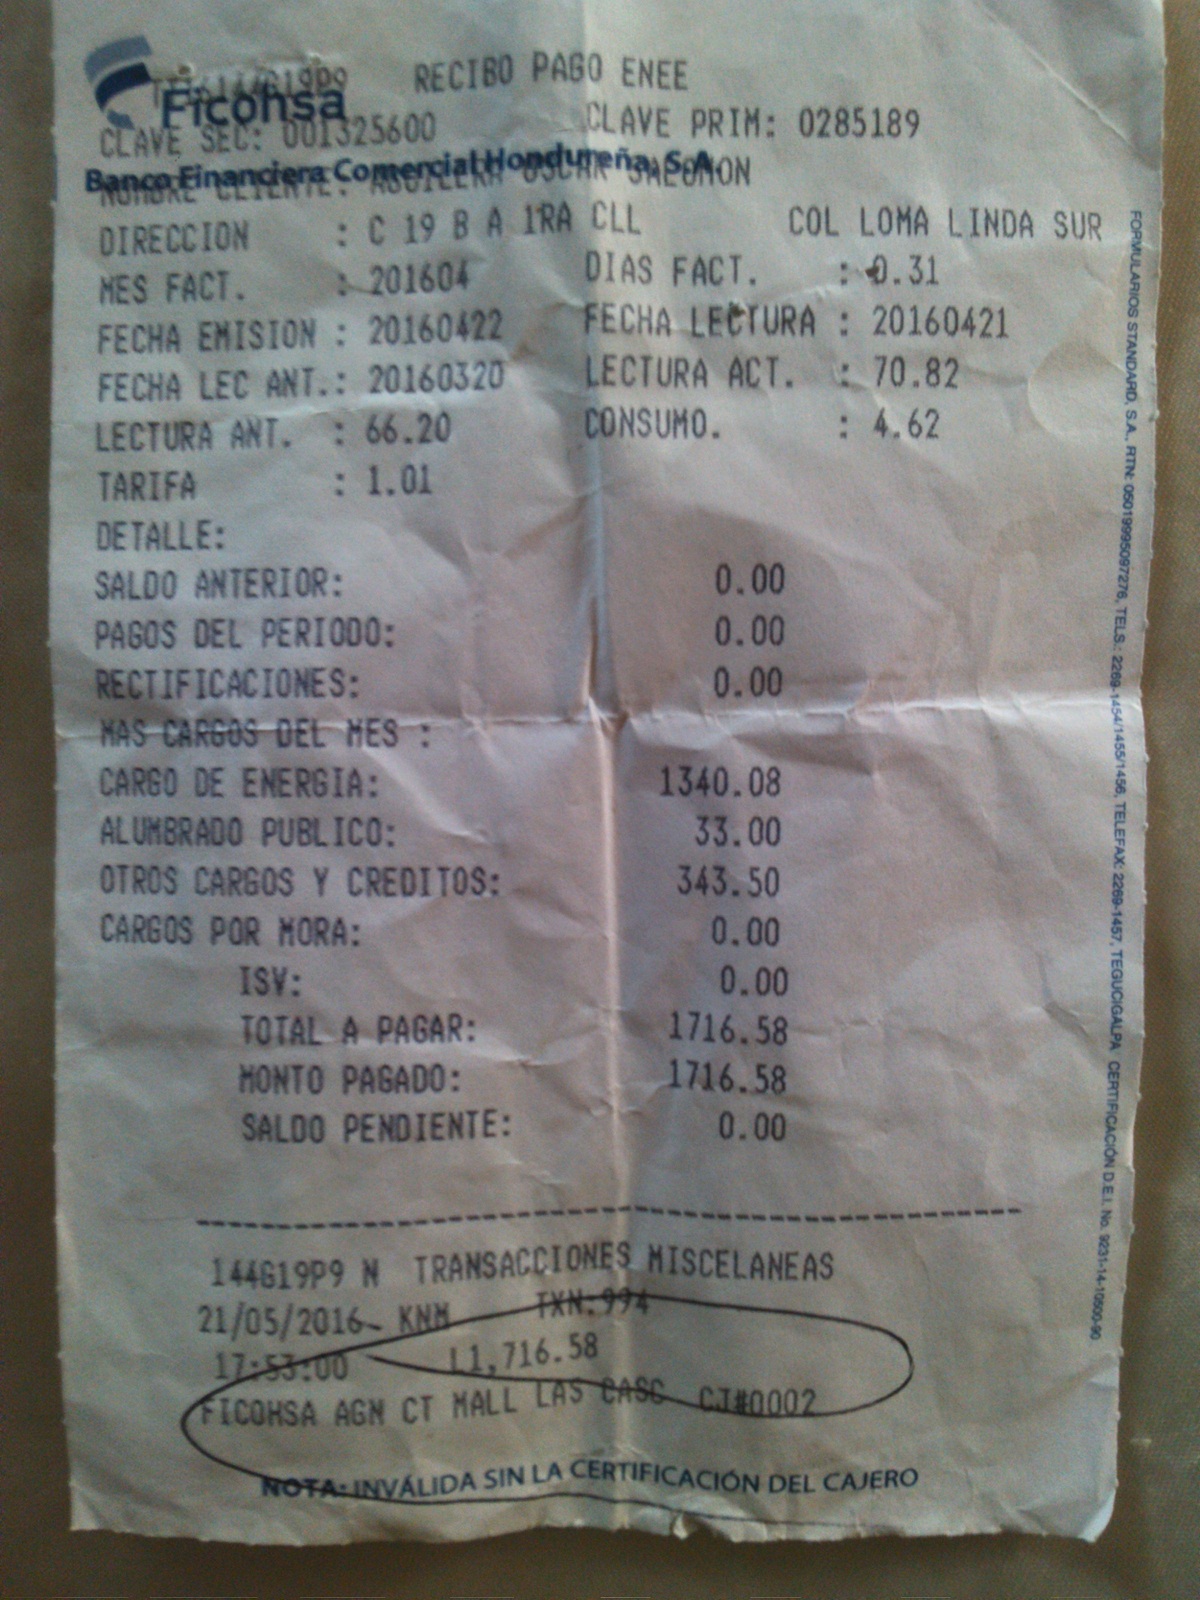 Ficohsa
RECIBO PAGO ENEE
CLAVE SEC: 001325600 CLAVE PRIM: 0285189
Banco Financiera Comercial Hondureña, S.A.
NOMBRE CLIENTE: AGUILERA OSCAR SALOMON
DIRECCION : C 19 B A 1RA CLL COL LOMA LINDA SUR
MES FACT. : 201604 DIAS FACT. : 0.31
FECHA EMISION : 20160422 FECHA LECTURA : 20160421
FECHA LEC ANT.: 20160320 LECTURA ACT. : 70.82
LECTURA ANT. : 66.20 CONSUMO. : 4.62
TARIFA : 1.01
DETALLE:
SALDO ANTERIOR: 0.00
PAGOS DEL PERIODO: 0.00
RECTIFICACIONES: 0.00
MAS CARGOS DEL MES :
CARGO DE ENERGIA: 1340.08
ALUMBRADO PUBLICO: 33.00
OTROS CARGOS Y CREDITOS: 343.50
CARGOS POR MORA: 0.00
ISV: 0.00
TOTAL A PAGAR: 1716.58
MONTO PAGADO: 1716.58
SALDO PENDIENTE: 0.00
144G19P9 N TRANSACCIONES MISCELANEAS
21/05/2016 KNM TXN:994
17:53:00 L1,716.58
FICOHSA AGN CT MALL LAS CASC CJ#0002
NOTA: INVÁLIDA SIN LA CERTIFICACIÓN DEL CAJERO
FORMULARIOS STANDARD, S.A., RTN: 05019995097276, TELS.: 2269-1454/1455/1456, TELEFAX: 2269-1457, TEGUCIGALPA CERTIFICACIÓN D.E.I. No. 9231-14-10500-90